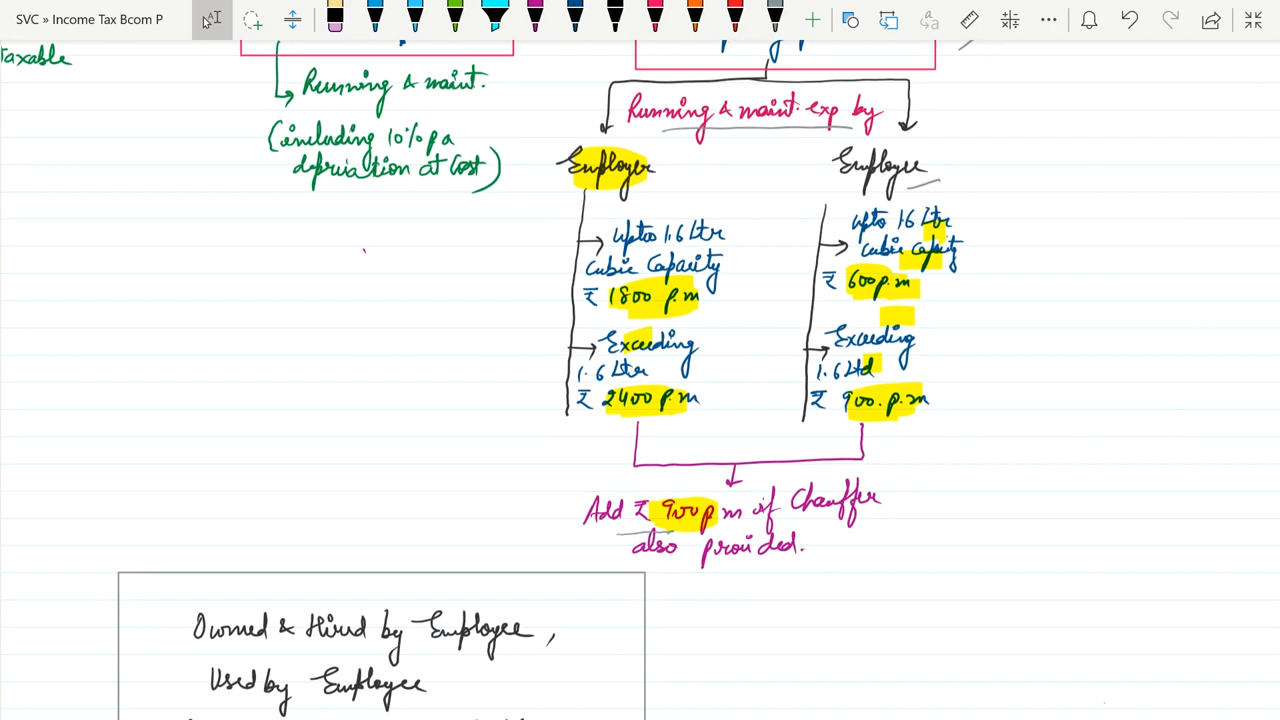 SVC » Income Tax Bcom P
taxable
Running & maint.
(including 10% p a
depriation at Cost)
Running & maint. exp by
Employer
upto 1.6 Ltr
Cubic Capacity
₹ 1800 p.m
Exceeding
1.6 Ltr
₹ 2400 p.m
Employee
upto 1.6 Ltr
Cubic Capacity
₹ 600 p.m
Exceeding
1.6 Ltd
₹ 900. p.m
Add ₹ 900 p m if Chauffer
also provided.
Owned & Hired by Employee,
Used by Employee